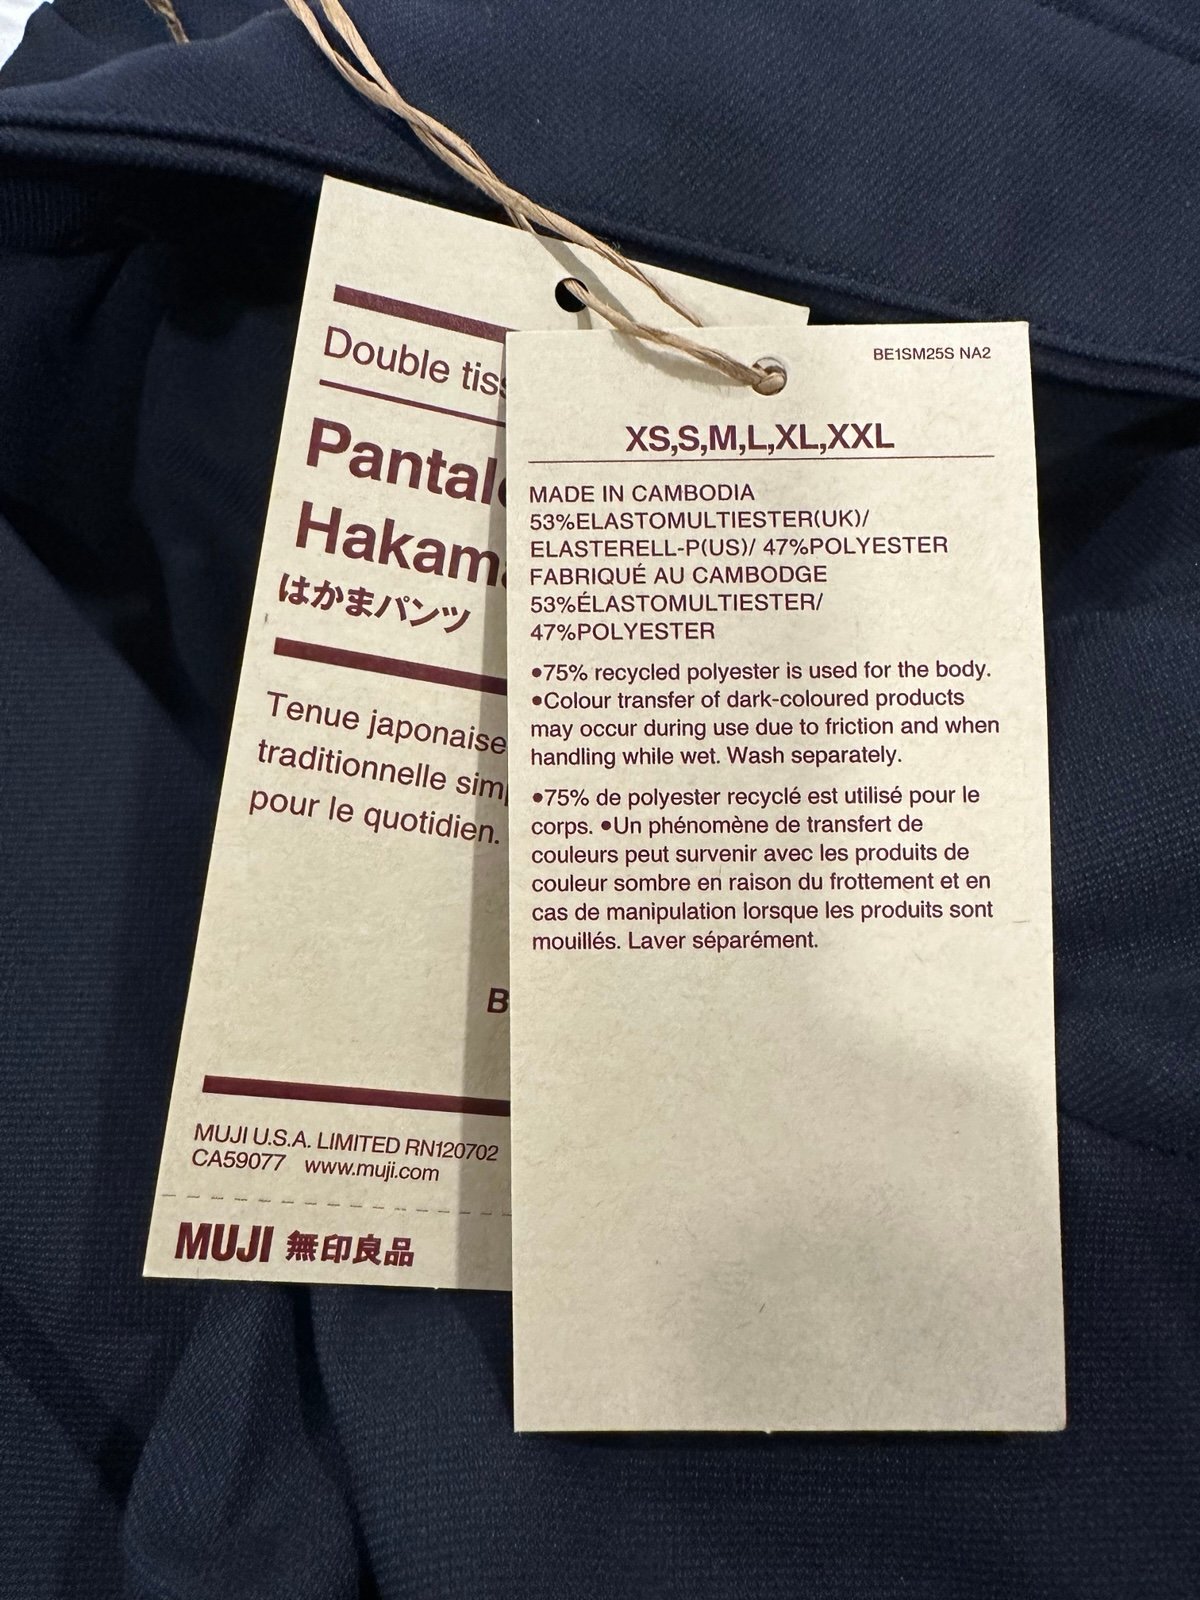 Double
Hakama
はかまパンツ
Tenue japonaise
traditionnelle
pour le quotidien.
MUJI U.S.A. LIMITED RN120702
CA59077 www.muji.com
MUJI 無印良品
BE1SM25S NA2
XS,S,M,L,XL,XXL
MADE IN CAMBODIA
53%ELASTOMULTIESTER(UK)/
ELASTERELL-P(US)/ 47%POLYESTER
FABRIQUÉ AU CAMBODGE
53%ÉLASTOMULTIESTER/
47%POLYESTER
●75% recycled polyester is used for the body.
●Colour transfer of dark-coloured products
may occur during use due to friction and when
handling while wet. Wash separately.
●75% de polyester recyclé est utilisé pour le
corps. ●Un phénomène de transfert de
couleurs peut survenir avec les produits de
couleur sombre en raison du frottement et en
cas de manipulation lorsque les produits sont
mouillés. Laver séparément.